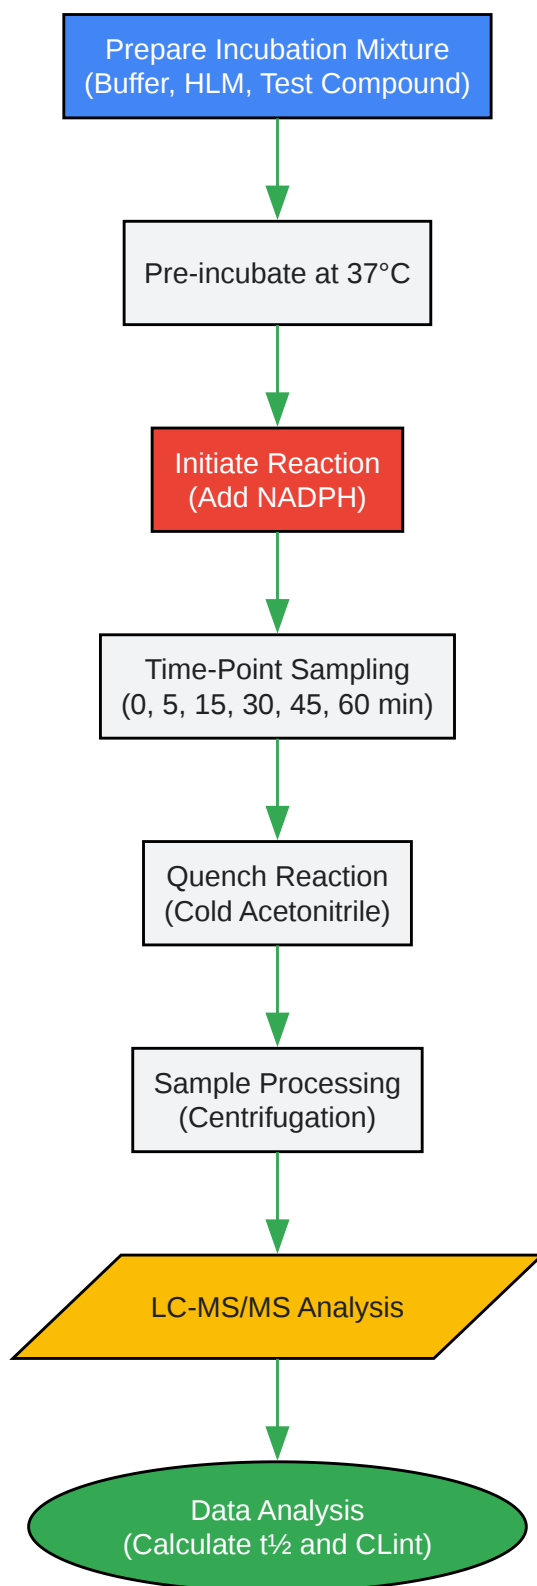 Prepare Incubation Mixture
(Buffer, HLM, Test Compound)
Pre-incubate at 37°C
Initiate Reaction
(Add NADPH)
Time-Point Sampling
(0, 5, 15, 30, 45, 60 min)
Quench Reaction
(Cold Acetonitrile)
Sample Processing
(Centrifugation)
LC-MS/MS Analysis
Data Analysis
(Calculate t½ and CLint)